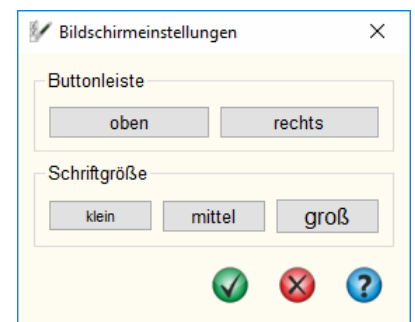 Bildschirmeinstellungen
Buttonleiste
oben rechts
Schriftgröße
klein mittel groß
?